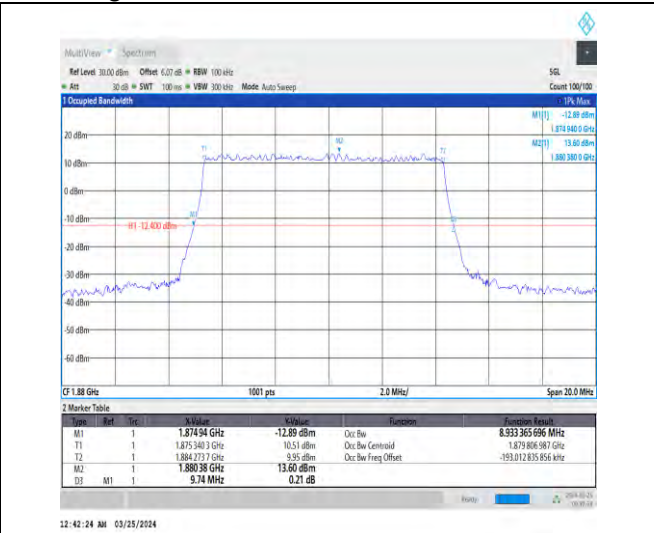 MultiView Spectrum
Ref Level 30.00 dBm Offset 6.07 dB RBW 100 kHz SGL
Att 30 dB SWT 100 ms VBW 300 kHz Mode Auto Sweep Count 100/100
1 Occupied Bandwidth 1Pk Max
M1[1] -12.89 dBm
1.874 940 0 GHz
M2[1] 13.60 dBm
1.880 380 0 GHz
20 dBm
M2
T1 T2
10 dBm
0 dBm
-10 dBm
M1
H1 -12.400 dBm
-20 dBm
-30 dBm
-40 dBm
-50 dBm
-60 dBm
CF 1.88 GHz 1001 pts 2.0 MHz/ Span 20.0 MHz
2 Marker Table
Type Ref Trc X-Value Y-Value Function Function Result
M1 1 1.874 94 GHz -12.89 dBm Occ Bw 8.933 365 696 MHz
T1 1 1.875 340 3 GHz 10.51 dBm Occ Bw Centroid 1.879 806 987 GHz
T2 1 1.884 273 7 GHz 9.95 dBm Occ Bw Freq Offset -193.012 835 856 kHz
M2 1 1.880 38 GHz 13.60 dBm
D3 M1 1 9.74 MHz 0.21 dB
Ready
12:42:24 AM 03/25/2024